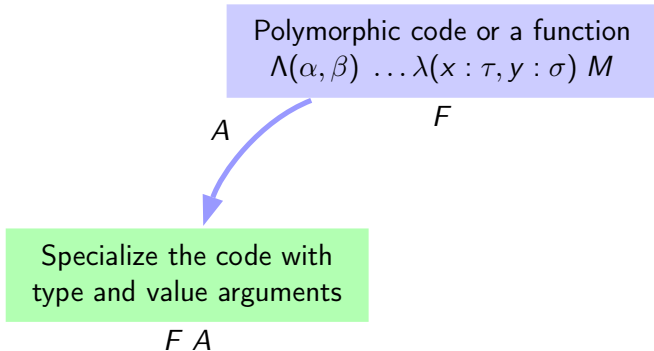 Polymorphic code or a function
Λ(α, β) …λ(x : τ, y : σ) M
F
A
Specialize the code with
type and value arguments
F A